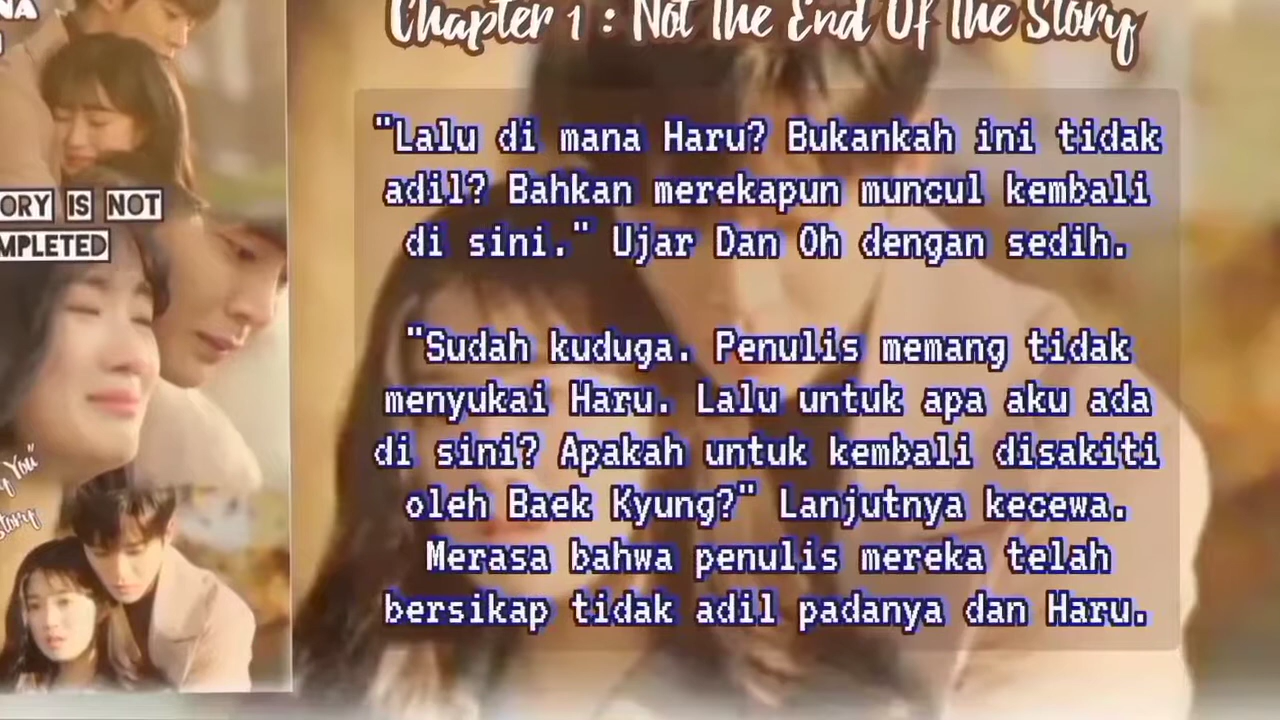 Chapter 1 : Not The End Of The Story
"Lalu di mana Haru? Bukankah ini tidak
adil? Bahkan merekapun muncul kembali
di sini." Ujar Dan Oh dengan sedih.
"Sudah kuduga. Penulis memang tidak
menyukai Haru. Lalu untuk apa aku ada
di sini? Apakah untuk kembali disakiti
oleh Baek Kyung?" Lanjutnya kecewa.
Merasa bahwa penulis mereka telah
bersikap tidak adil padanya dan Haru.
NA
ORY IS NOT
MPLETED
You"
Story